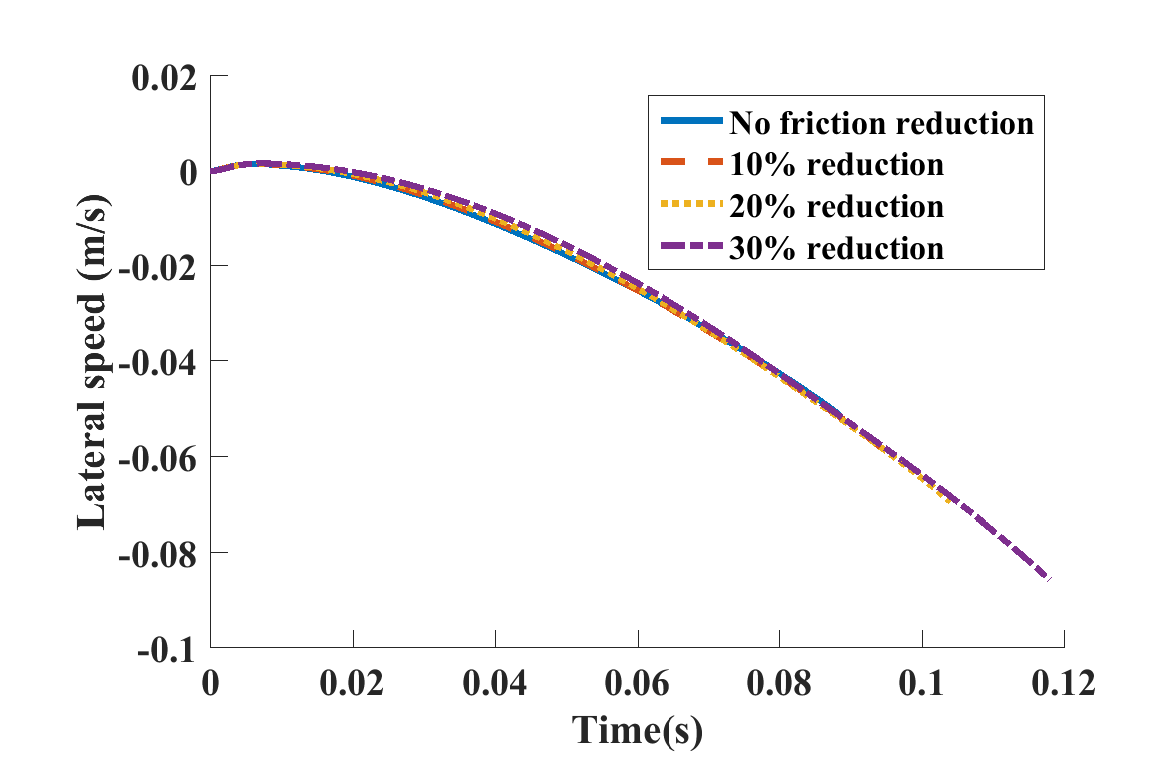 0.02
0
-0.02
-0.04
-0.06
-0.08
-0.1
Lateral speed (m/s)
No friction reduction
10% reduction
20% reduction
30% reduction
0 0.02 0.04 0.06 0.08 0.1 0.12
Time(s)